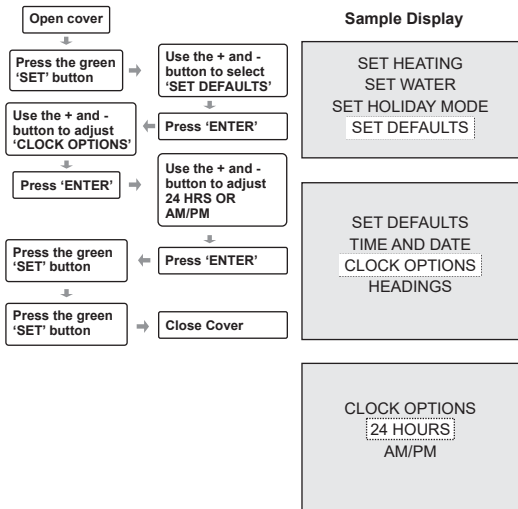 Open cover
Press the green
‘SET’ button
Use the + and -
button to select
‘SET DEFAULTS’
Press ‘ENTER’
Use the + and -
button to adjust
‘CLOCK OPTIONS’
Press ‘ENTER’
Use the + and -
button to adjust
24 HRS OR
AM/PM
Press ‘ENTER’
Press the green
‘SET’ button
Press the green
‘SET’ button
Close Cover
Sample Display
SET HEATING
SET WATER
SET HOLIDAY MODE
SET DEFAULTS
SET DEFAULTS
TIME AND DATE
CLOCK OPTIONS
HEADINGS
CLOCK OPTIONS
24 HOURS
AM/PM